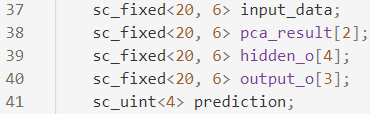 37 sc_fixed<20, 6> input_data;
38 sc_fixed<20, 6> pca_result[2];
39 sc_fixed<20, 6> hidden_o[4];
40 sc_fixed<20, 6> output_o[3];
41 sc_uint<4> prediction;